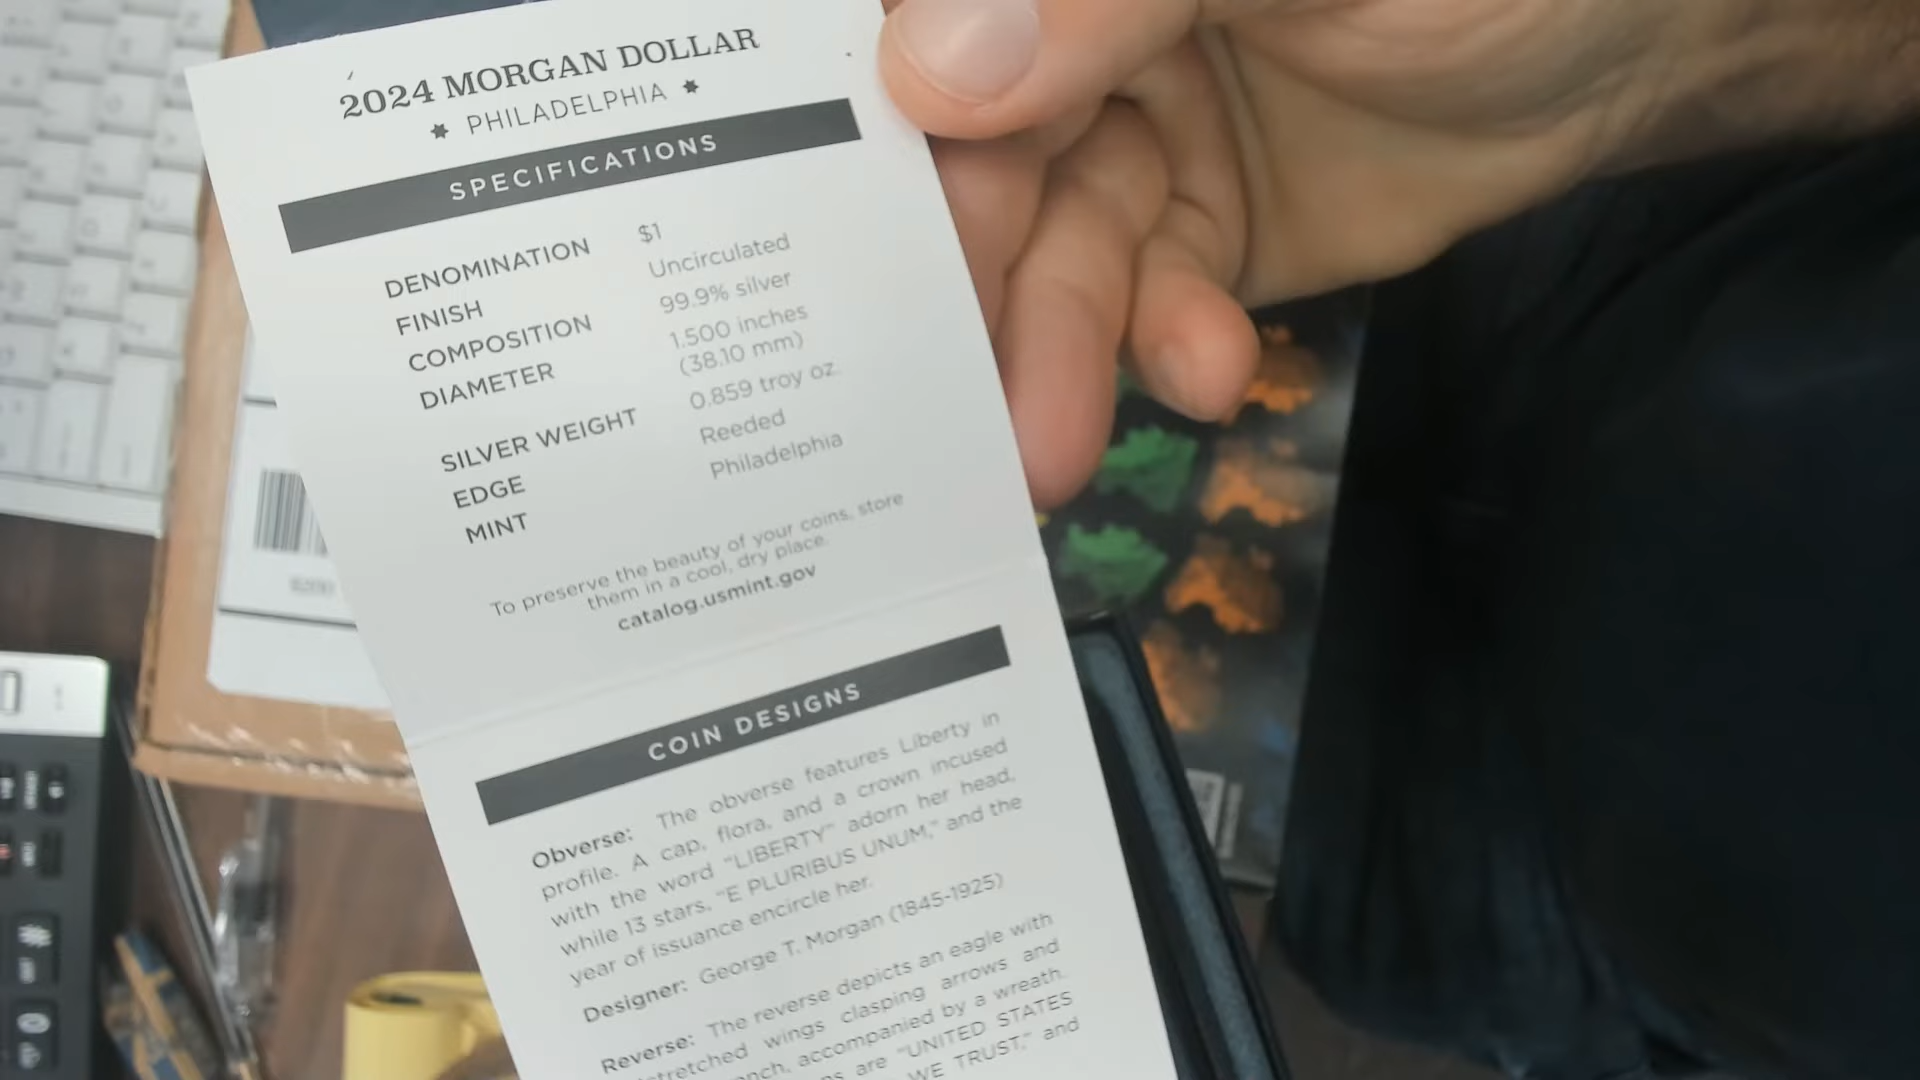 2024 MORGAN DOLLAR
PHILADELPHIA
SPECIFICATIONS
DENOMINATION $1
FINISH Uncirculated
COMPOSITION 99.9% silver
DIAMETER 1.500 inches
(38.10 mm)
SILVER WEIGHT 0.859 troy oz.
EDGE Reeded
MINT Philadelphia
To preserve the beauty of your coins, store
them in a cool, dry place.
catalog.usmint.gov
COIN DESIGNS
Obverse: The obverse features Liberty in
profile. A cap, flora, and a crown incused
with the word "LIBERTY" adorn her head,
while 13 stars, "E PLURIBUS UNUM," and the
year of issuance encircle her.
Designer: George T. Morgan (1845-1925)
Reverse: The reverse depicts an eagle with
wings clasping arrows and
accompanied by a wreath.
are "UNITED STATES
WE TRUST," and